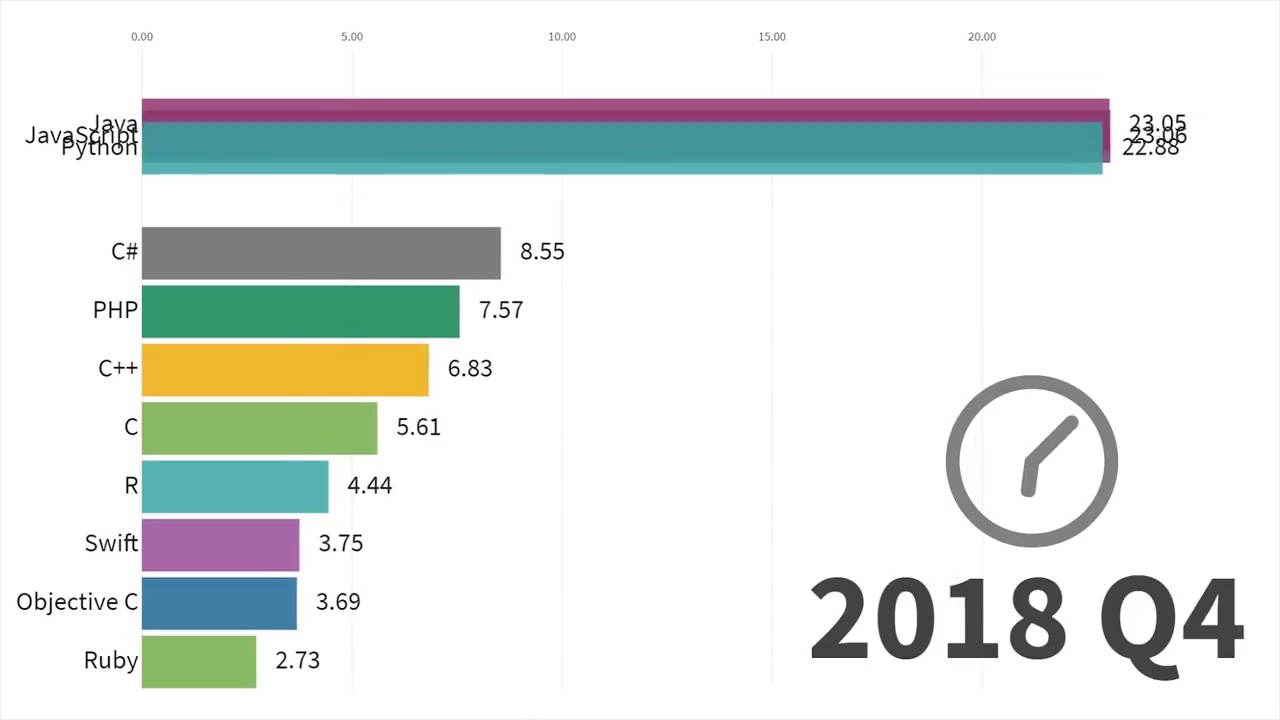 0.00 5.00 10.00 15.00 20.00
Java 23.05
JavaScript 23.06
Python 22.88
C# 8.55
PHP 7.57
C++ 6.83
C 5.61
R 4.44
Swift 3.75
Objective C 3.69
Ruby 2.73
2018 Q4